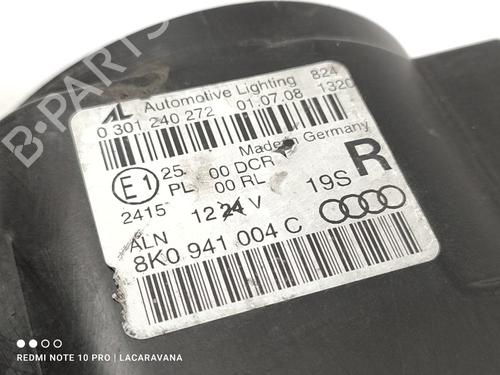 B-PARTS
AL Automotive Lighting 824
0 301 240 272 01.07.08 1320
Made in Germany
E1 25 00 DCR R
PL 00 RL
2415 12 24 V 19S
ALN
8K0 941 004 C
REDMI NOTE 10 PRO | LACARAVANA